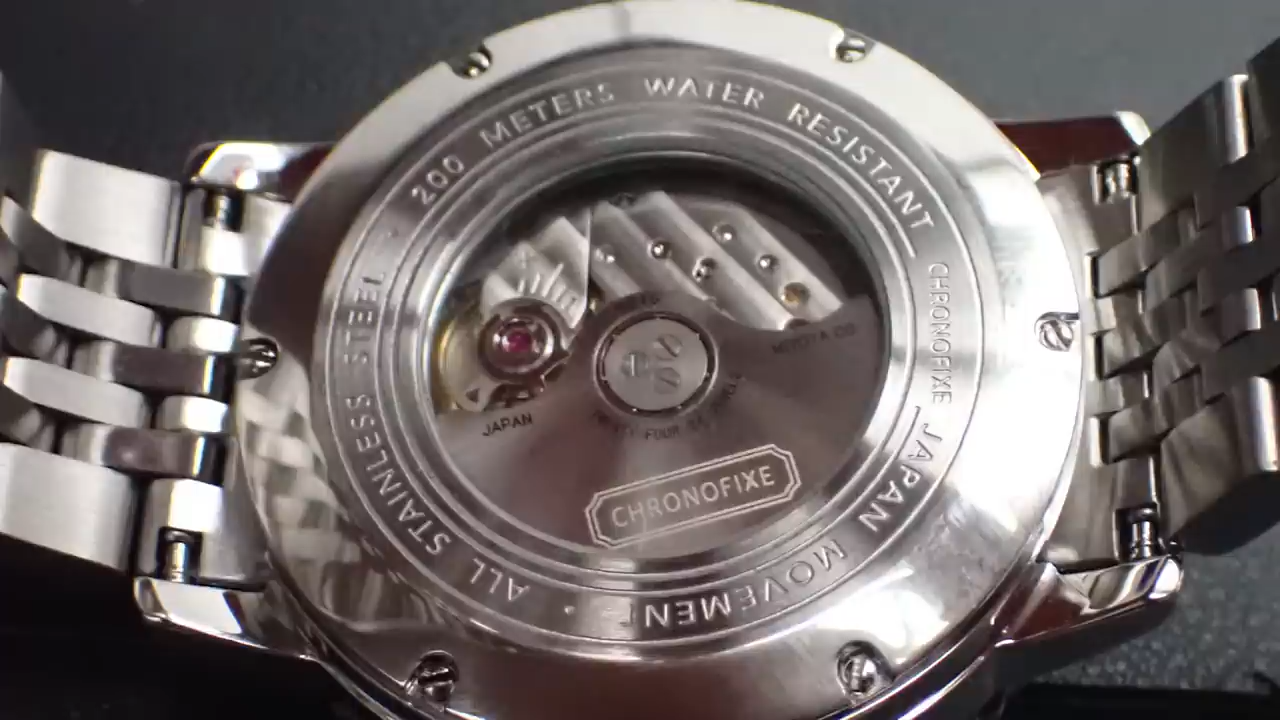 200 METERS WATER RESISTANT
CHRONOFIXE
JAPAN MOVEMENT
ALL STAINLESS STEEL
JAPAN
CHRONOFIXE